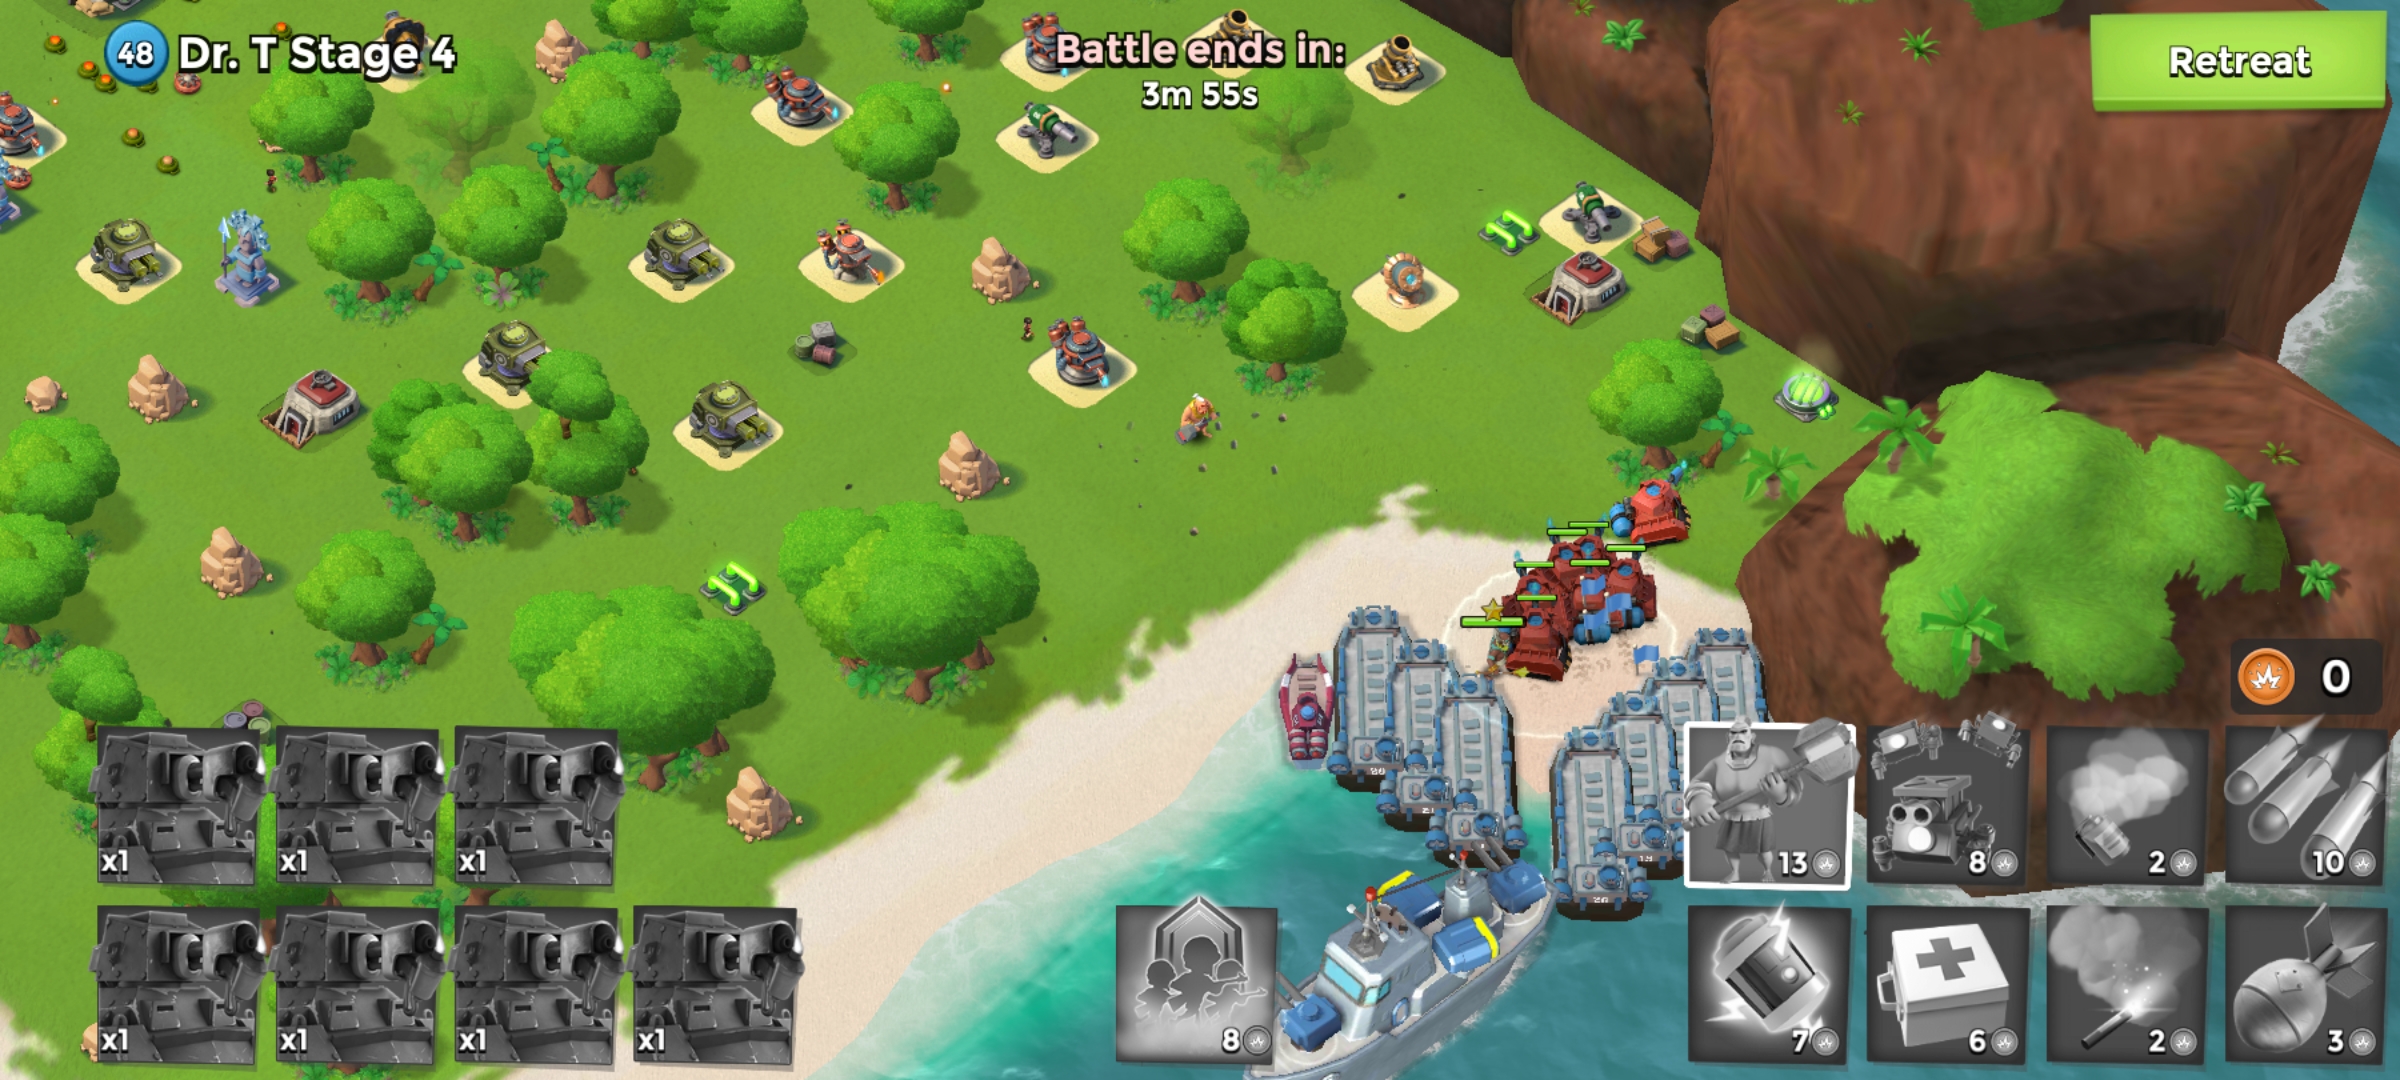 48 Dr. T Stage 4
Battle ends in:
3m 55s
Retreat
0
x1 x1 x1
13 8 2 10
x1 x1 x1 x1
8
7 6 2 3